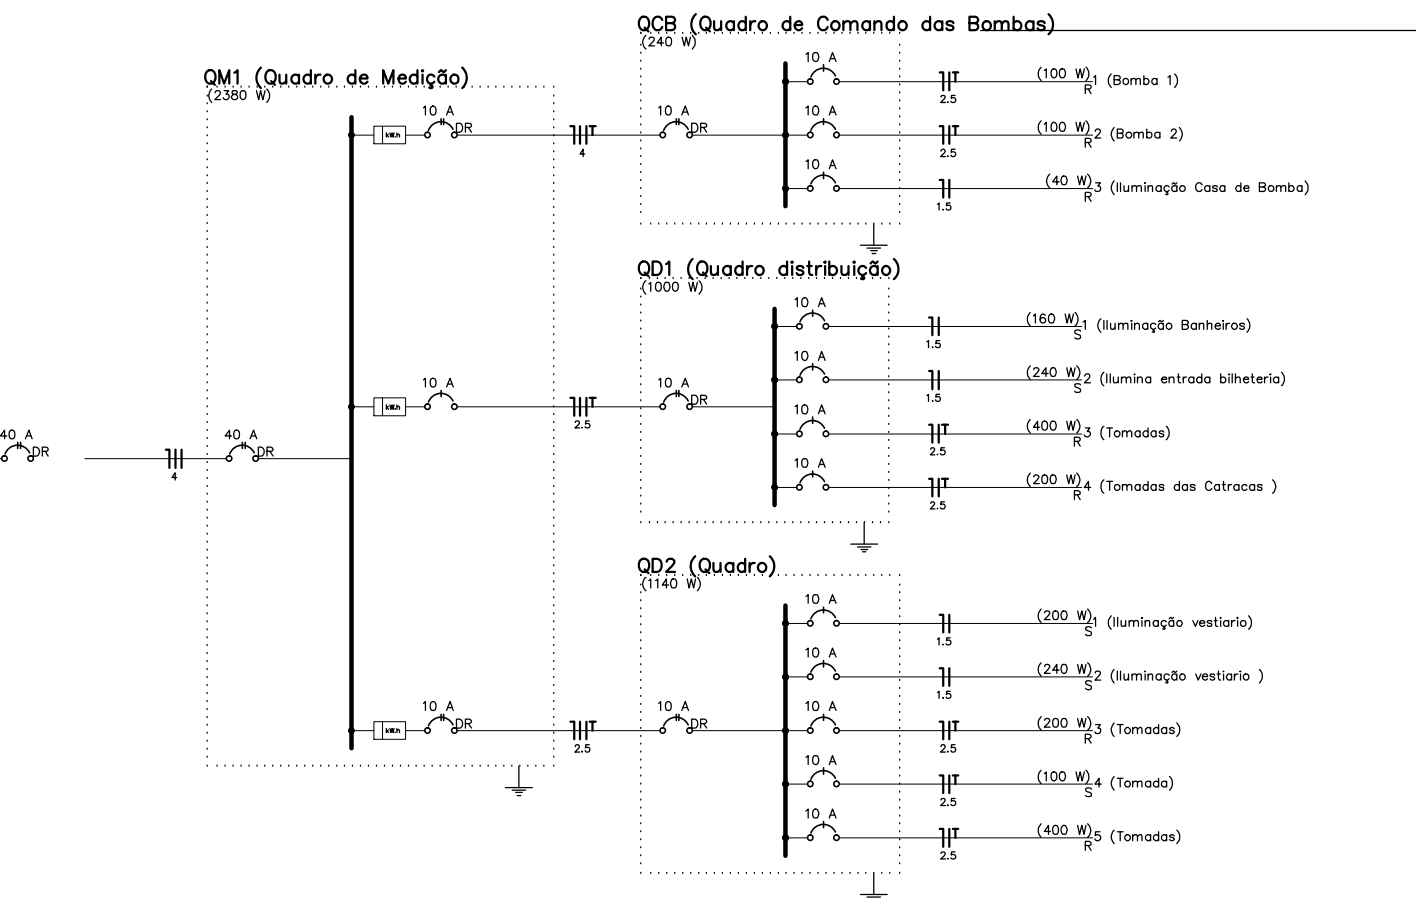 QCB (Quadro de Comando das Bombas)
(240 W)
10 A
2.5
(100 W)
R
1 (Bomba 1)
10 A
2.5
(100 W)
R
2 (Bomba 2)
10 A
1.5
(40 W)
R
3 (Iluminação Casa de Bomba)
10 A
DR
QM1 (Quadro de Medição)
(2380 W)
kW.h
10 A
DR
4
kW.h
10 A
2.5
kW.h
10 A
DR
2.5
40 A
DR
4
40 A
DR
QD1 (Quadro distribuição)
(1000 W)
10 A
DR
10 A
1.5
(160 W)
S
1 (Iluminação Banheiros)
10 A
1.5
(240 W)
S
2 (Ilumina entrada bilheteria)
10 A
2.5
(400 W)
R
3 (Tomadas)
10 A
2.5
(200 W)
R
4 (Tomadas das Catracas )
QD2 (Quadro)
(1140 W)
10 A
DR
10 A
1.5
(200 W)
S
1 (Iluminação vestiario)
10 A
1.5
(240 W)
S
2 (Iluminação vestiario )
10 A
2.5
(200 W)
R
3 (Tomadas)
10 A
2.5
(100 W)
S
4 (Tomada)
10 A
2.5
(400 W)
R
5 (Tomadas)